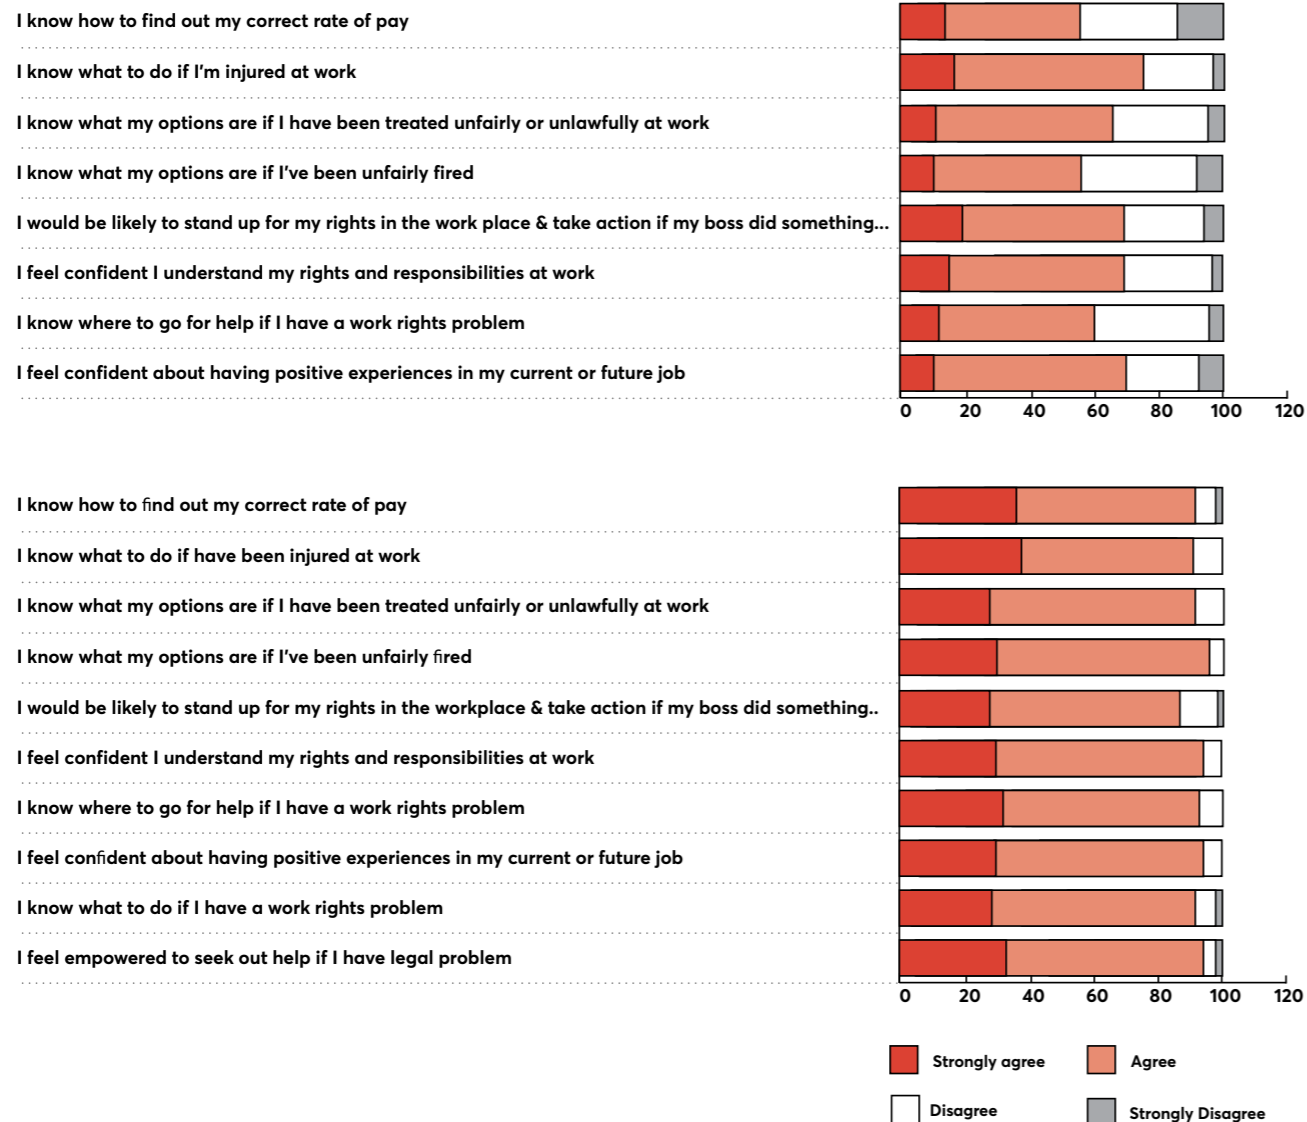 I know how to find out my correct rate of pay
I know what to do if I'm injured at work
I know what my options are if I have been treated unfairly or unlawfully at work
I know what my options are if I've been unfairly fired
I would be likely to stand up for my rights in the work place & take action if my boss did something...
I feel confident I understand my rights and responsibilities at work
I know where to go for help if I have a work rights problem
I feel confident about having positive experiences in my current or future job
0 20 40 60 80 100 120
I know how to find out my correct rate of pay
I know what to do if have been injured at work
I know what my options are if I have been treated unfairly or unlawfully at work
I know what my options are if I've been unfairly fired
I would be likely to stand up for my rights in the workplace & take action if my boss did something..
I feel confident I understand my rights and responsibilities at work
I know where to go for help if I have a work rights problem
I feel confident about having positive experiences in my current or future job
I know what to do if I have a work rights problem
I feel empowered to seek out help if I have legal problem
0 20 40 60 80 100 120
Strongly agree Agree
Disagree Strongly Disagree